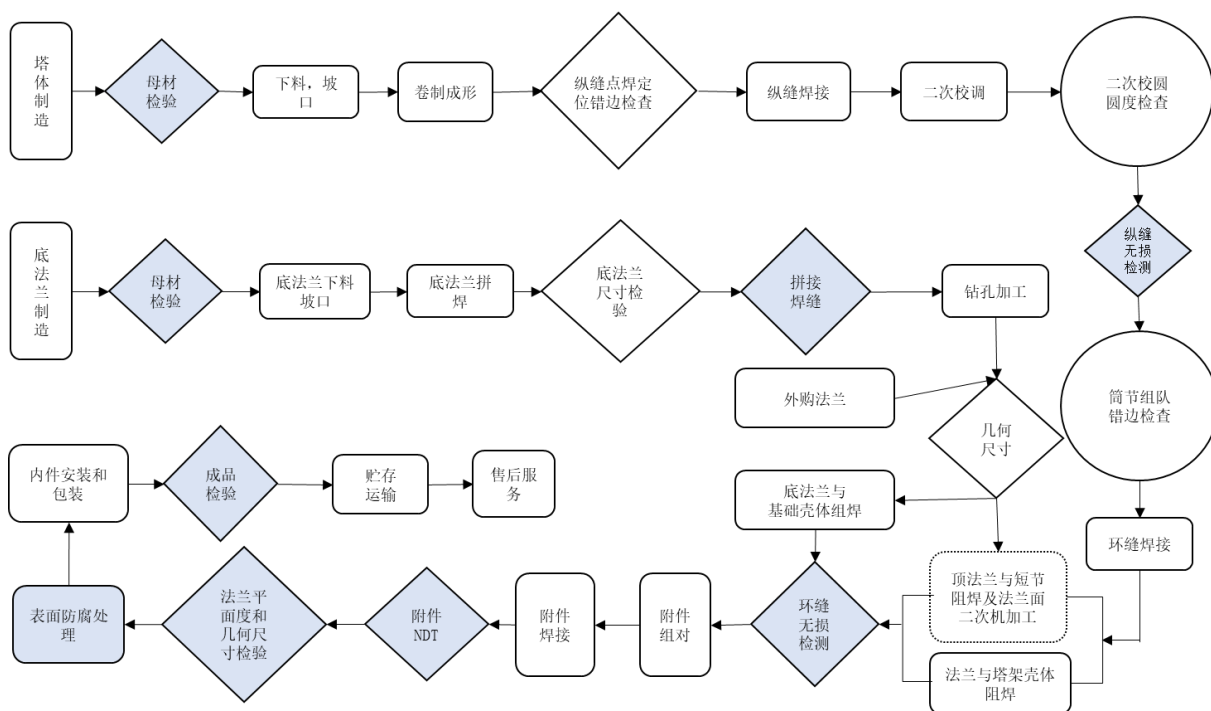 塔
体
制
造
母材
检验
下料，坡
口
卷制成形
纵缝点焊定
位错边检查
纵缝焊接
二次校调
二次校圆
圆度检查
纵缝
无损
检测
底
法
兰
制
造
母材
检验
底法兰下料
坡口
底法兰拼
焊
底法兰
尺寸检
验
拼接
焊缝
钻孔加工
外购法兰
几何
尺寸
筒节组队
错边检查
内件安装和
包装
成品
检验
贮存
运输
售后服
务
底法兰与
基础壳体组焊
环缝焊接
表面防腐处
理
法兰平
面度和
几何尺
寸检验
附件
NDT
附件
焊接
附件
组对
环缝
无损
检测
顶法兰与短节
阻焊及法兰面
二次机加工
法兰与塔架壳体
阻焊